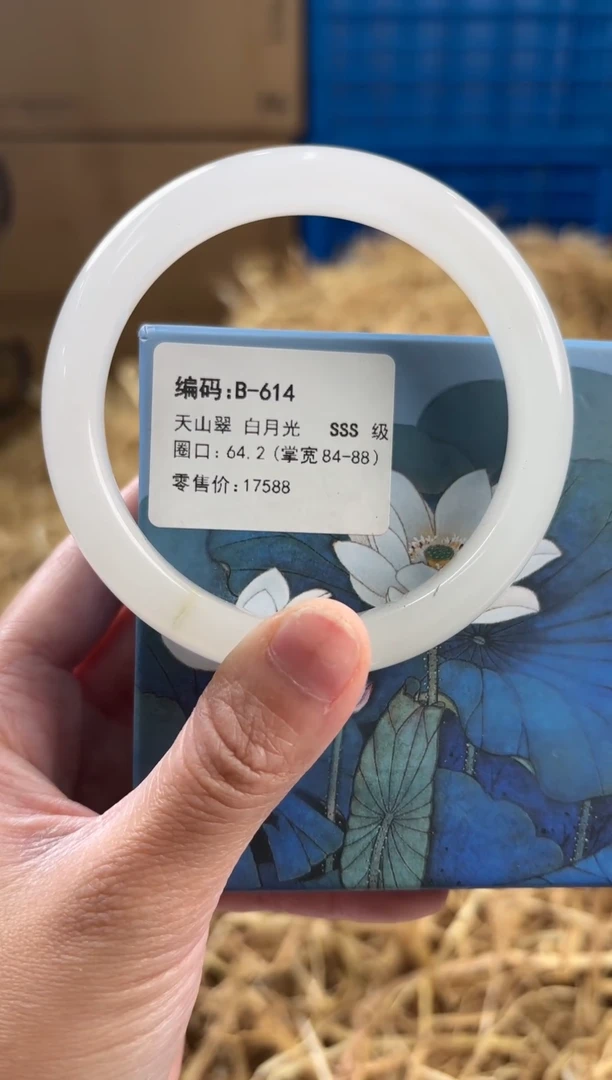 编码:B-614
天山翠 白月光 SSS 级
圈口: 64.2 (掌宽84-88)
零售价:17588